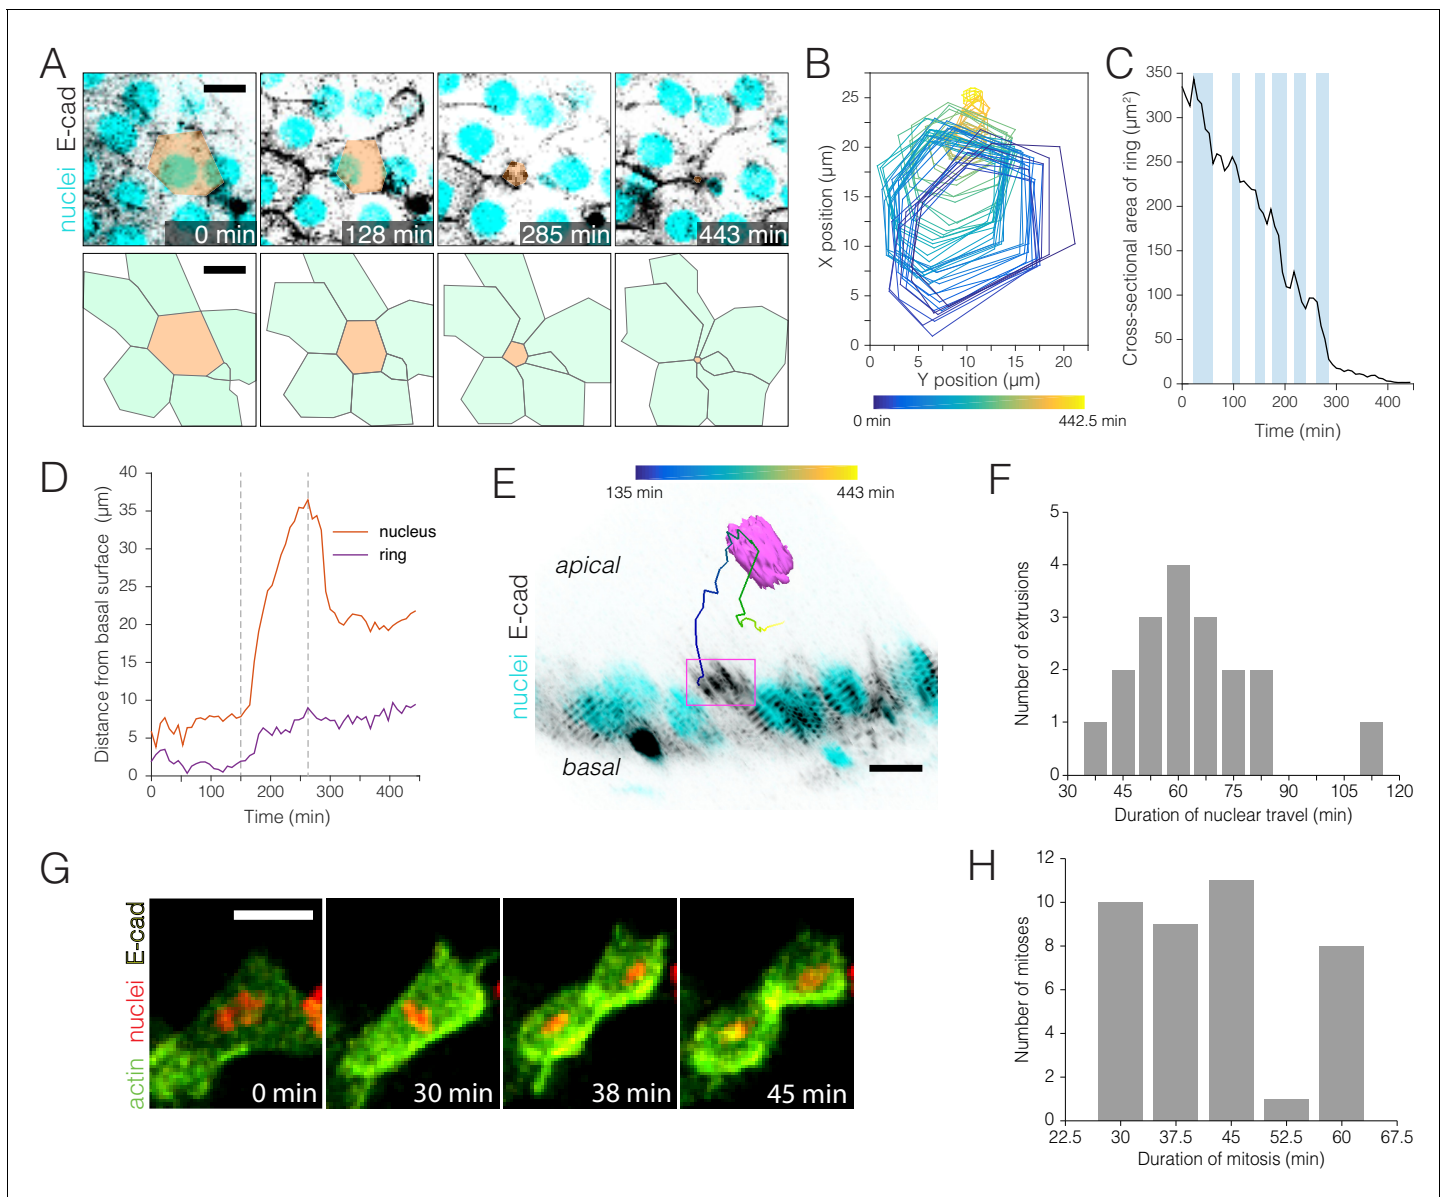 A
nuclei E-cad
0 min
128 min
285 min
443 min
B
X position (µm)
25
20
15
10
5
0
0 5 10 15 20
Y position (µm)
0 min 442.5 min
C
Cross-sectional area of ring (µm²)
350
300
250
200
150
100
50
0
0 100 200 300 400
Time (min)
D
Distance from basal surface (µm)
40
35
30
25
20
15
10
5
0
nucleus
ring
0 100 200 300 400
Time (min)
E
135 min 443 min
nuclei E-cad
apical
basal
F
Number of extrusions
5
4
3
2
1
0
30 45 60 75 90 105 120
Duration of nuclear travel (min)
G
actin nuclei E-cad
0 min
30 min
38 min
45 min
H
Number of mitoses
12
10
8
6
4
2
0
22.5 30 37.5 45 52.5 60 67.5
Duration of mitosis (min)